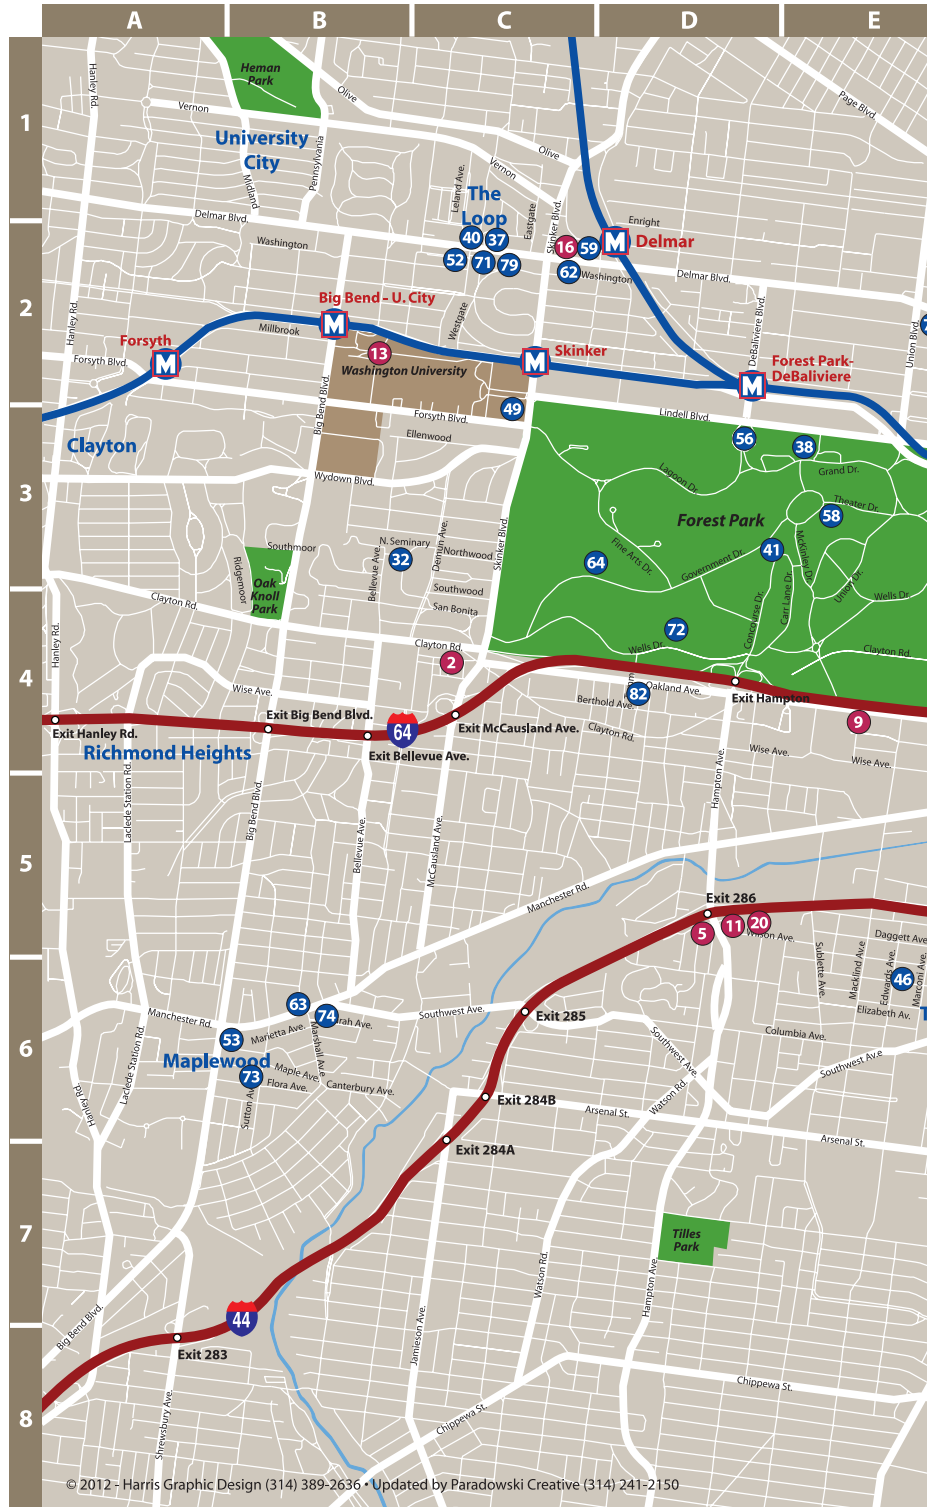 A
B
C
D
E
1
2
3
4
5
6
7
8
Heman
Park
Hanley Rd.
Vernon
Olive
Page Blvd.
University
City
Pennsylvania
Midland
Olive
Vernon
Leland Ave.
The
Loop
Eastgate
Skinker Blvd.
Enright
Delmar Blvd.
Washington
40
37
16
59
M
Delmar
52
71
79
62
Washington
Delmar Blvd.
Big Bend – U. City
M
Hanley Rd.
Millbrook
Westgate
DeBaliviere Blvd.
Union Blvd.
Forsyth
Forsyth Blvd.
M
13
Washington University
M
Skinker
Forest Park-
DeBaliviere
M
Big Bend Blvd.
49
Forsyth Blvd.
Lindell Blvd.
Clayton
Ellenwood
56
38
Wydown Blvd.
Lagoon Dr.
Grand Dr.
Theater Dr.
58
Forest Park
Skinker Blvd.
Southmoor
N. Seminary
32
Northwood
Demun Ave.
Bellevue Ave.
Fine Arts Dr.
64
41
McKinley Dr.
Government Dr.
Ridgemoor
Oak
Knoll
Park
Southwood
San Bonita
Concourse Dr.
Carr Lane Dr.
Union Dr.
Wells Dr.
Clayton Rd.
Hanley Rd.
72
Clayton Rd.
2
Wells Dr.
Clayton Rd.
Wise Ave.
82
Oakland Ave.
Berthold Ave.
Exit Hampton
Exit Big Bend Blvd.
64
Exit McCausland Ave.
Clayton Rd.
9
Exit Hanley Rd.
Richmond Heights
Exit Bellevue Ave.
Wise Ave.
Wise Ave.
Hampton Ave.
Laclede Station Rd.
Big Bend Blvd.
Bellevue Ave.
McCausland Ave.
Manchester Rd.
Exit 286
5
11
20
Wilson Ave.
Daggett Ave.
Sublette Ave.
Macklind Av.e
Edwards Ave.
Marconi Ave.
46
Elizabeth Av.
63
74
Manchester Rd.
Southwest Ave.
Exit 285
53
Marietta Ave.
Marshall Ave.
Columbia Ave.
Southwest Ave.
Southwest Av.e
Maplewood
73
Maple Ave.
Flora Ave.
Canterbury Ave.
Sutton Ave.
Laclede Station Rd.
Hanley Rd.
Watson Rd.
Exit 284B
Arsenal St.
Exit 284A
Arsenal St.
Tilles
Park
Watson Rd.
Hampton Ave.
44
Big Bend Blvd.
Exit 283
Jamieson Ave.
Shrewsbury Ave.
Chippewa St.
Chippewa St.
© 2012 - Harris Graphic Design (314) 389-2636 • Updated by Paradowski Creative (314) 241-2150